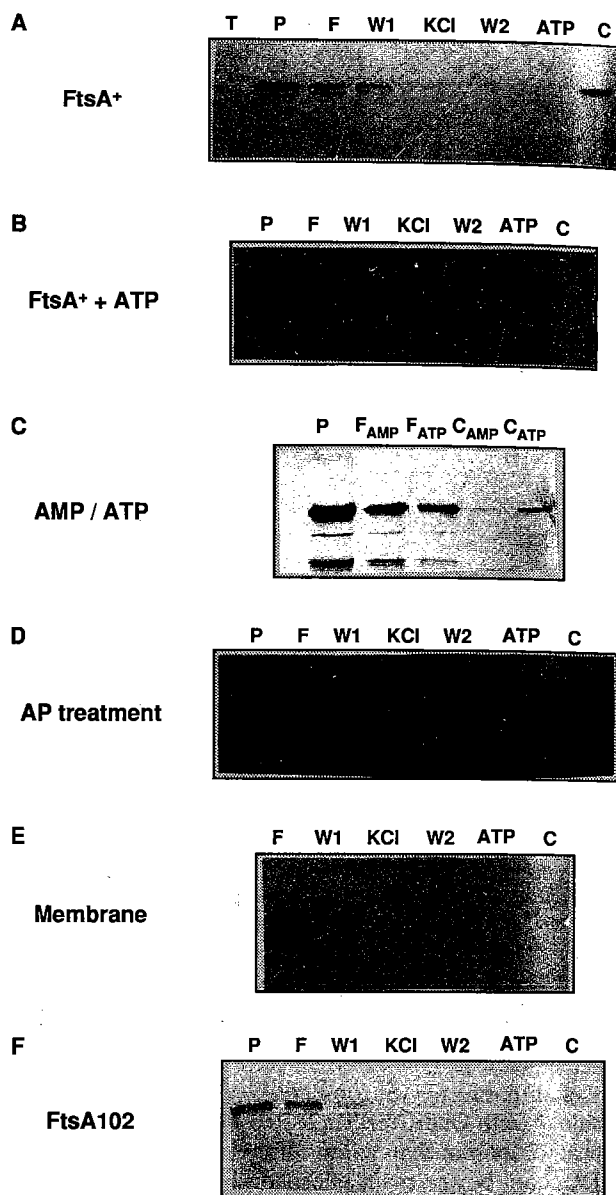 A
T P F W1 KCl W2 ATP C
FtsA+
B
P F W1 KCl W2 ATP C
FtsA+ + ATP
C
P FAMP FATP CAMP CATP
AMP / ATP
D
P F W1 KCl W2 ATP C
AP treatment
E
F W1 KCl W2 ATP C
Membrane
F
P F W1 KCl W2 ATP C
FtsA102